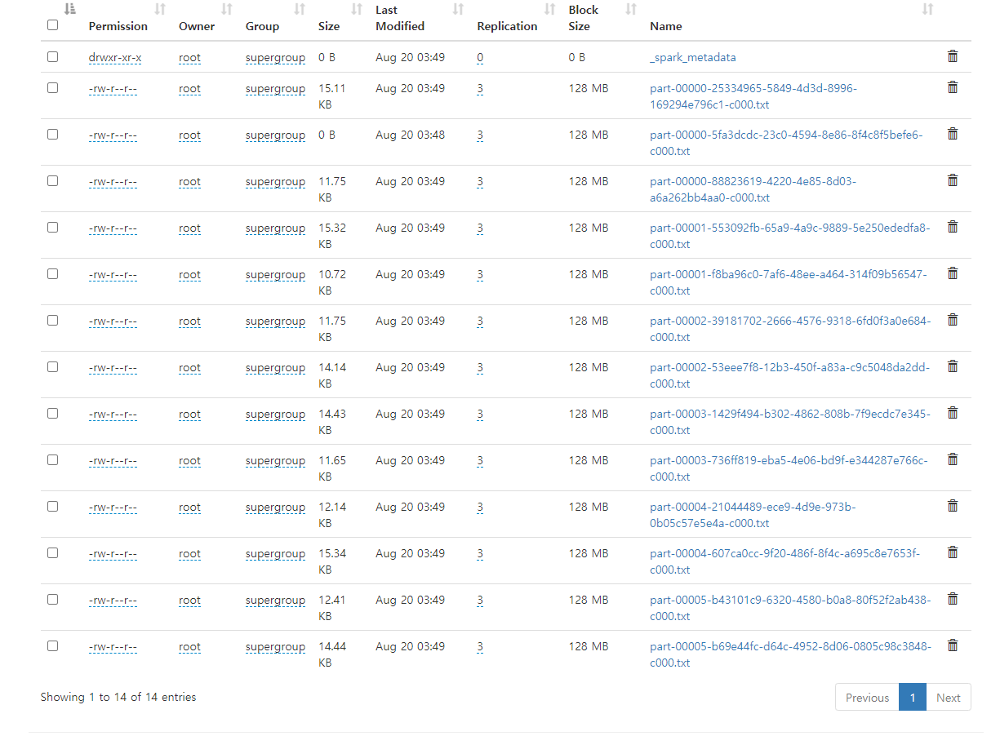 Permission Owner Group Size Last Modified Replication Block Size Name
drwxr-xr-x root supergroup 0 B Aug 20 03:49 0 0 B _spark_metadata
-rw-r--r-- root supergroup 15.11 KB Aug 20 03:49 3 128 MB part-00000-25334965-5849-4d3d-8996-
169294e796c1-c000.txt
-rw-r--r-- root supergroup 0 B Aug 20 03:48 3 128 MB part-00000-5fa3dcdc-23c0-4594-8e86-8f4c8f5befe6-
c000.txt
-rw-r--r-- root supergroup 11.75 KB Aug 20 03:49 3 128 MB part-00000-88823619-4220-4e85-8d03-
a6a262bb4aa0-c000.txt
-rw-r--r-- root supergroup 15.32 KB Aug 20 03:49 3 128 MB part-00001-553092fb-65a9-4a9c-9889-5e250ededfa8-
c000.txt
-rw-r--r-- root supergroup 10.72 KB Aug 20 03:49 3 128 MB part-00001-f8ba96c0-7af6-48ee-a464-314f09b56547-
c000.txt
-rw-r--r-- root supergroup 11.75 KB Aug 20 03:49 3 128 MB part-00002-39181702-2666-4576-9318-6fd0f3a0e684-
c000.txt
-rw-r--r-- root supergroup 14.14 KB Aug 20 03:49 3 128 MB part-00002-53eee7f8-12b3-450f-a83a-c9c5048da2dd-
c000.txt
-rw-r--r-- root supergroup 14.43 KB Aug 20 03:49 3 128 MB part-00003-1429f494-b302-4862-808b-7f9ecdc7e345-
c000.txt
-rw-r--r-- root supergroup 11.65 KB Aug 20 03:49 3 128 MB part-00003-736ff819-eba5-4e06-bd9f-e344287e766c-
c000.txt
-rw-r--r-- root supergroup 12.14 KB Aug 20 03:49 3 128 MB part-00004-21044489-ece9-4d9e-973b-
0b05c57e5e4a-c000.txt
-rw-r--r-- root supergroup 15.34 KB Aug 20 03:49 3 128 MB part-00004-607ca0cc-9f20-486f-8f4c-a695c8e7653f-
c000.txt
-rw-r--r-- root supergroup 12.41 KB Aug 20 03:49 3 128 MB part-00005-b43101c9-6320-4580-b0a8-80f52f2ab438-
c000.txt
-rw-r--r-- root supergroup 14.44 KB Aug 20 03:49 3 128 MB part-00005-b69e44fc-d64c-4952-8d06-0805c98c3848-
c000.txt
Showing 1 to 14 of 14 entries Previous 1 Next